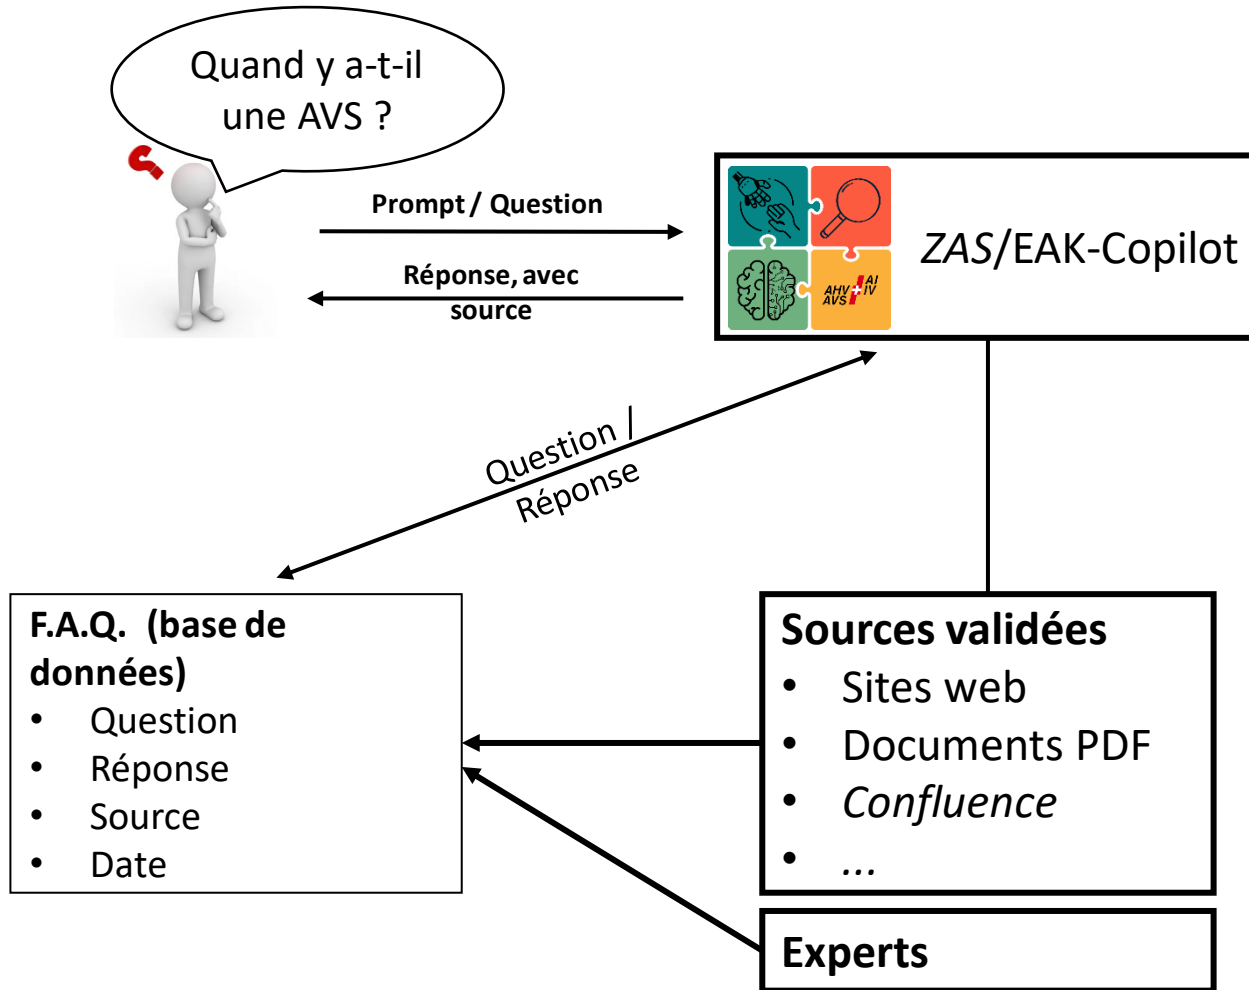 Quand y a-t-il
une AVS ?
Prompt / Question
Réponse, avec
source
AHV AI
AVS IV
ZAS/EAK-Copilot
Question /
Réponse
F.A.Q. (base de
données)
• Question
• Réponse
• Source
• Date
Sources validées
• Sites web
• Documents PDF
• Confluence
• ...
Experts